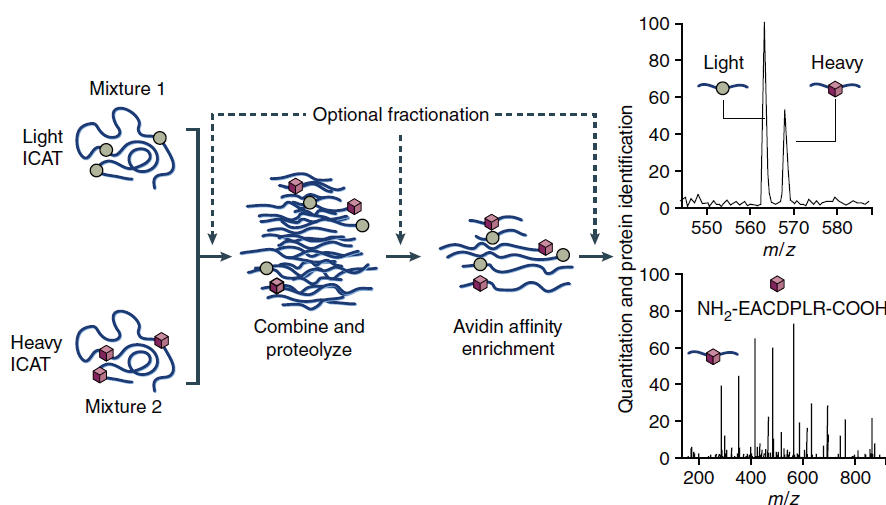 Mixture 1
Light
ICAT
Heavy
ICAT
Mixture 2
Optional fractionation
Combine and
proteolyze
Avidin affinity
enrichment
Quantitation and protein identification
100
80
60
40
20
0
Light
Heavy
550 560 570 580
m/z
100
80
60
40
20
0
NH2-EACDPLR-COOH
200 400 600 800
m/z